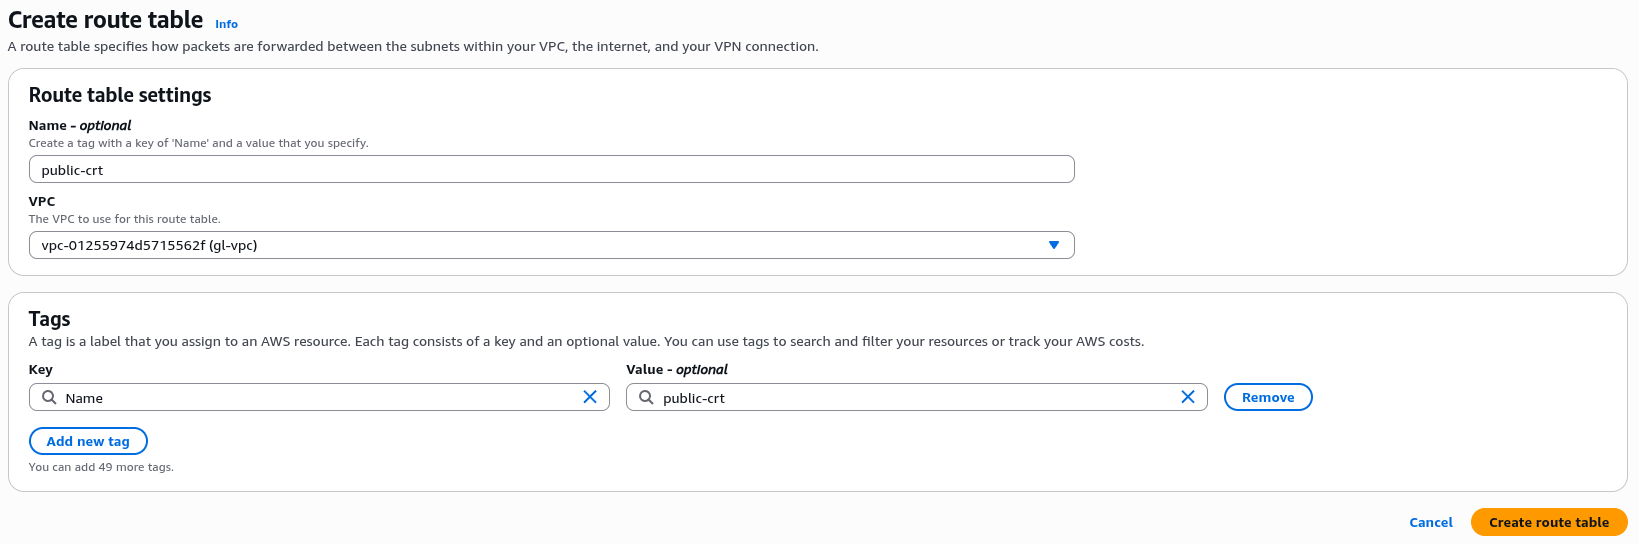 Create route table Info
A route table specifies how packets are forwarded between the subnets within your VPC, the internet, and your VPN connection.
Route table settings
Name - optional
Create a tag with a key of 'Name' and a value that you specify.
public-crt
VPC
The VPC to use for this route table.
vpc-01255974d5715562f (gl-vpc)
Tags
A tag is a label that you assign to an AWS resource. Each tag consists of a key and an optional value. You can use tags to search and filter your resources or track your AWS costs.
Key Value - optional
Name public-crt Remove
Add new tag
You can add 49 more tags.
Cancel Create route table